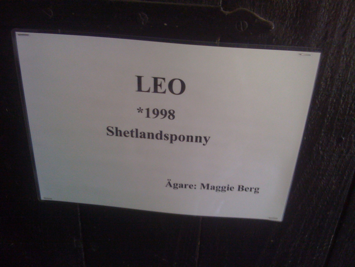 LEO
*1998
Shetlandsponny
Ägare: Maggie Berg